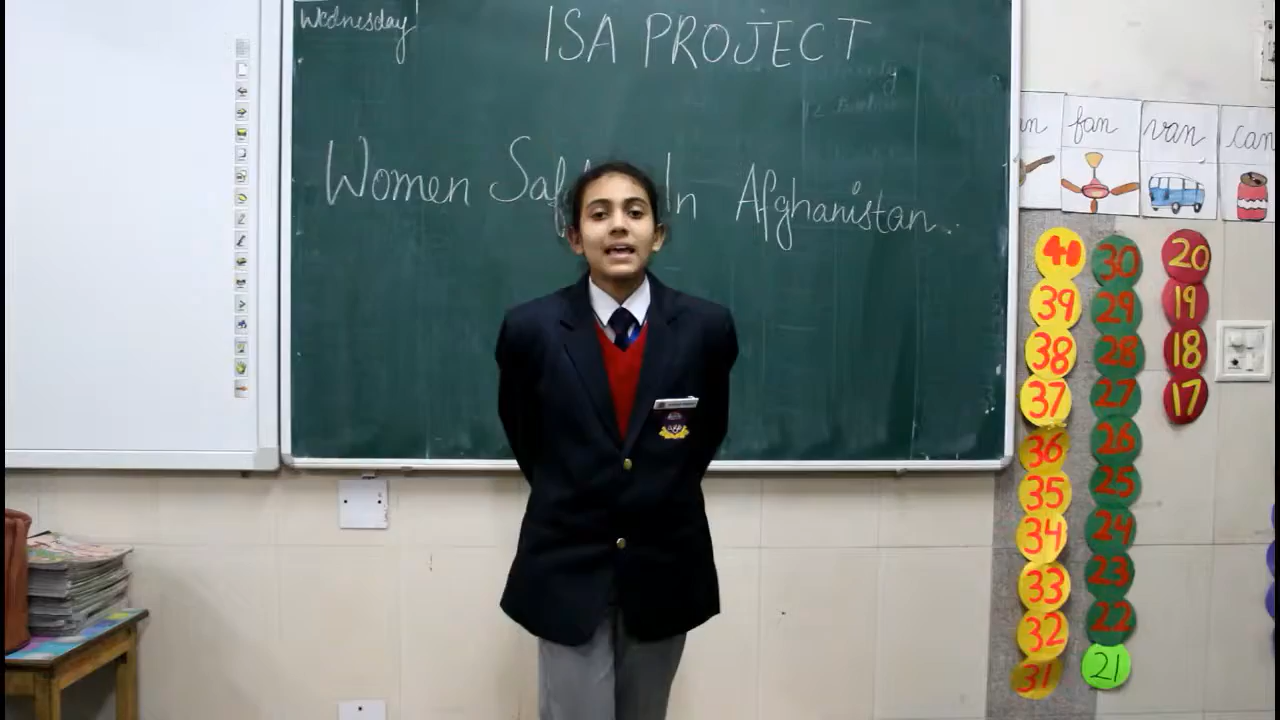 Wednesday
ISA PROJECT
Women In Afghanistan..
fan
van
can
40 30 20
39 29 19
38 28 18
37 27 17
36 26
35 25
34 24
33 23
32 22
31 21